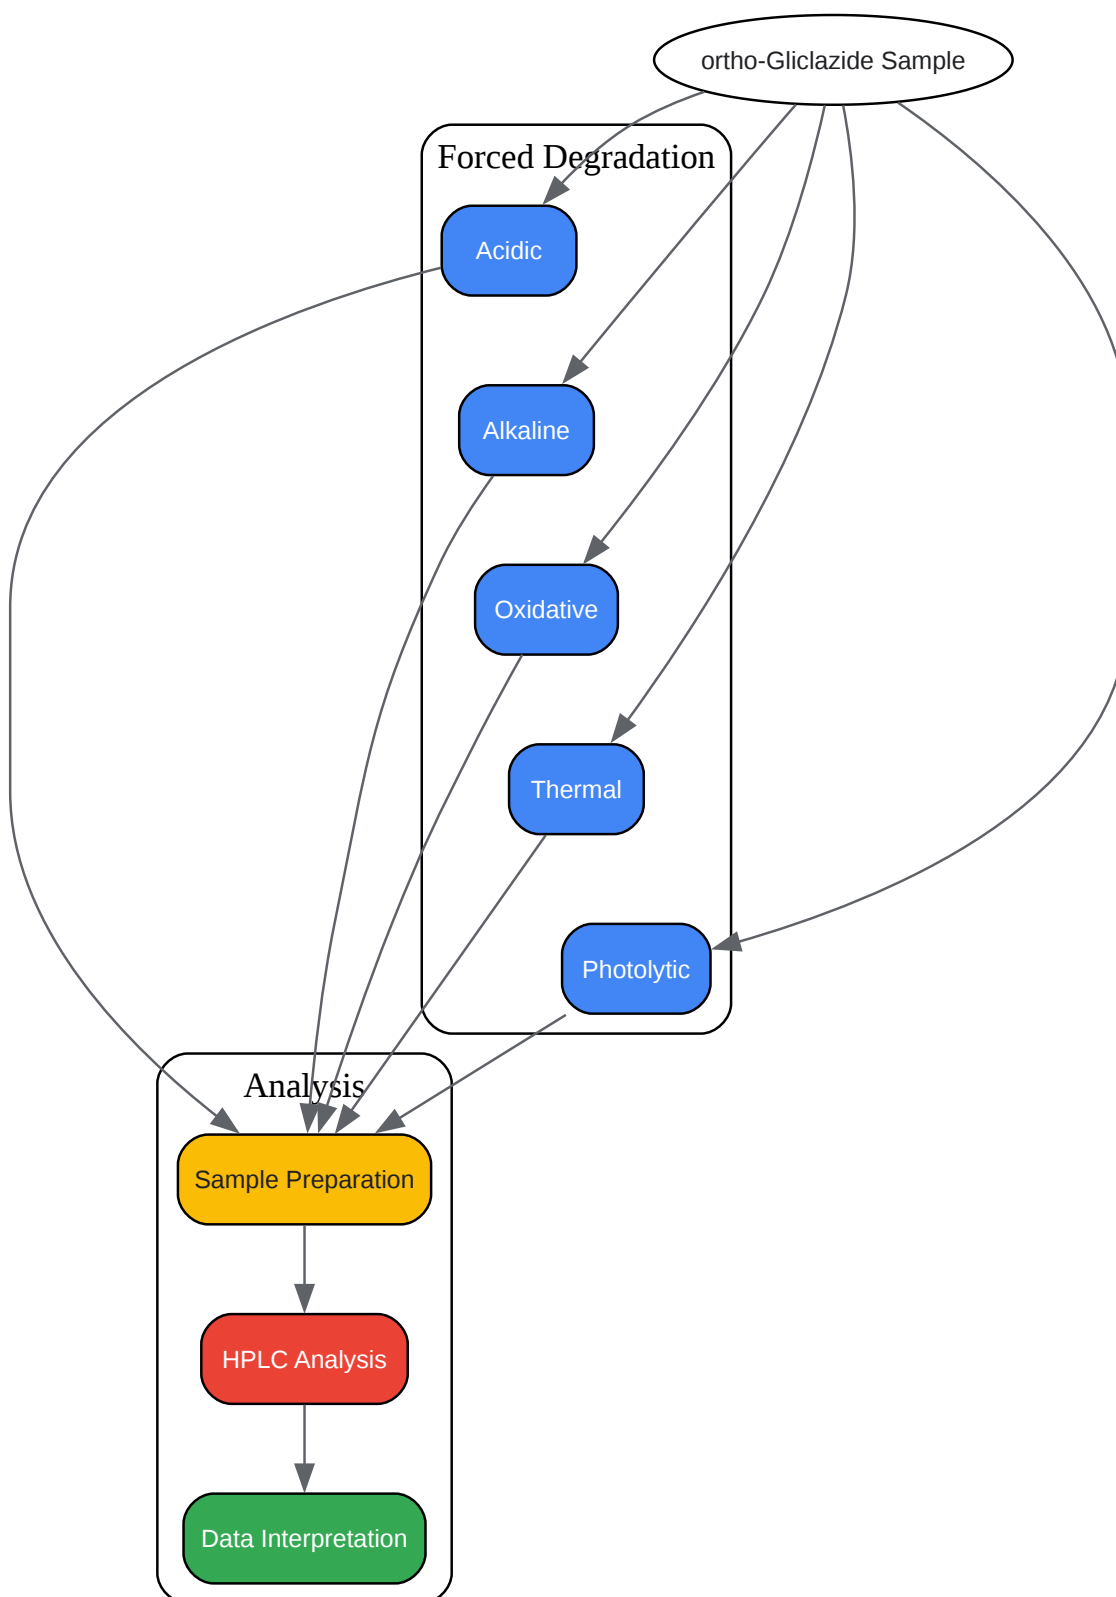 ortho-Gliclazide Sample
Forced Degradation
Acidic
Alkaline
Oxidative
Thermal
Photolytic
Analysis
Sample Preparation
HPLC Analysis
Data Interpretation